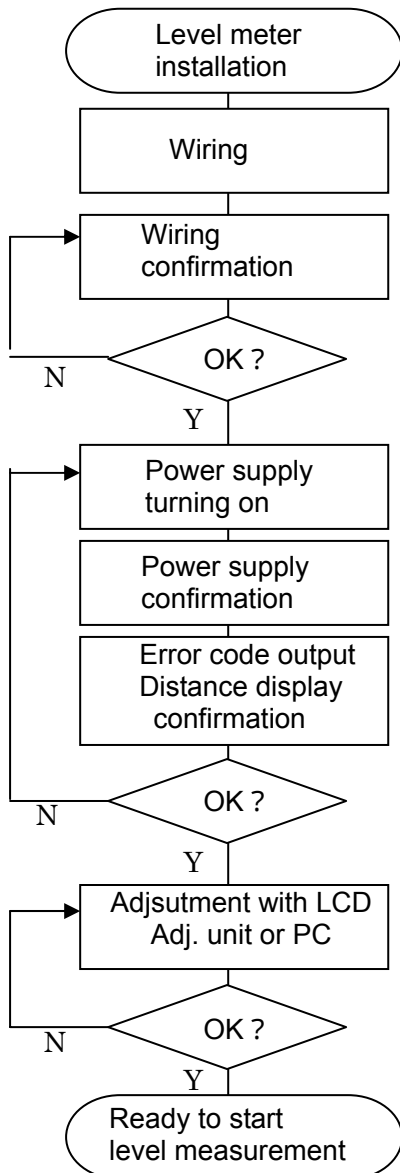 Level meter
installation
Wiring
Wiring
confirmation
OK ?
N
Y
Power supply
turning on
Power supply
confirmation
Error code output
Distance display
confirmation
OK ?
N
Y
Adjsutment with LCD
Adj. unit or PC
OK ?
N
Y
Ready to start
level measurement